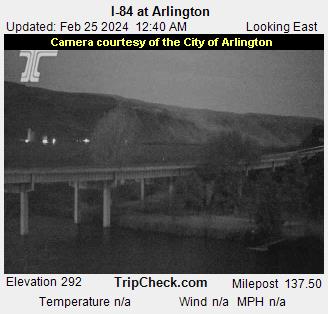 I-84 at Arlington
Updated: Feb 25 2024 12:40 AM Looking East
Camera courtesy of the City of Arlington
Elevation 292 TripCheck.com Milepost 137.50
Temperature n/a Wind n/a MPH n/a